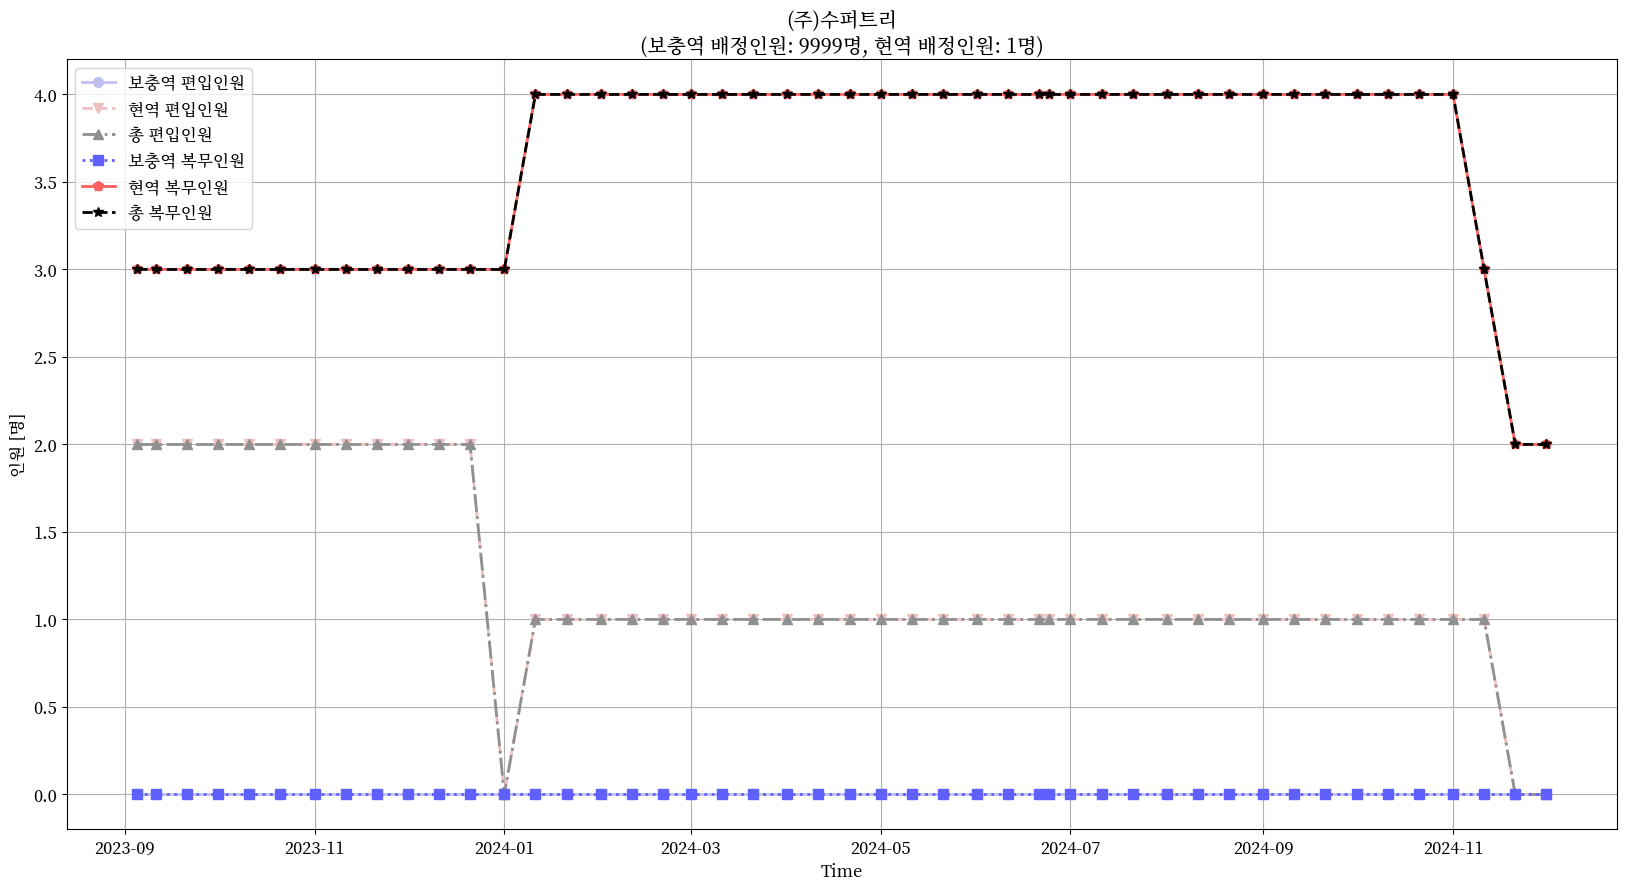 (주)수퍼트리
(보충역 배정인원: 9999명, 현역 배정인원: 1명)
보충역 편입인원
현역 편입인원
총 편입인원
보충역 복무인원
현역 복무인원
총 복무인원
4.0
3.5
3.0
2.5
2.0
1.5
1.0
0.5
0.0
인원 [명]
2023-09
2023-11
2024-01
2024-03
2024-05
2024-07
2024-09
2024-11
Time